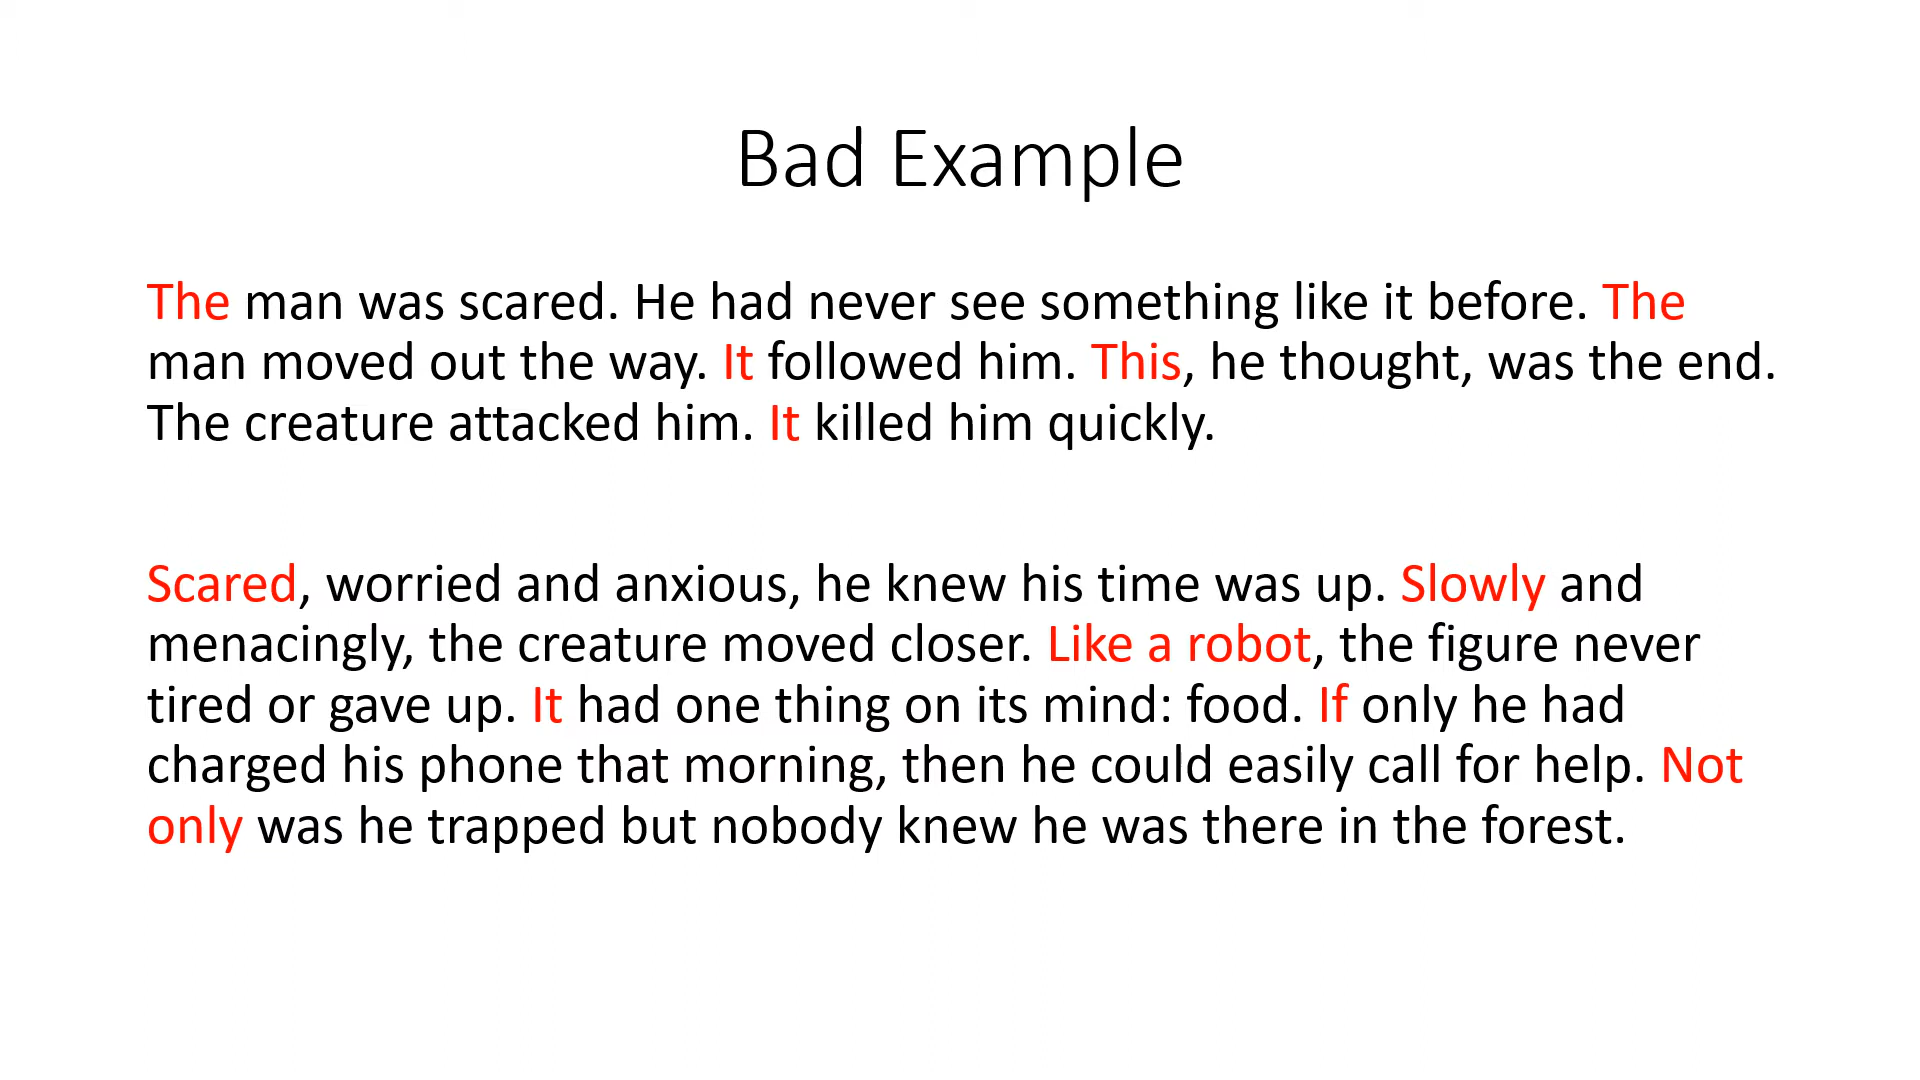 Bad Example
The man was scared. He had never see something like it before. The
man moved out the way. It followed him. This, he thought, was the end.
The creature attacked him. It killed him quickly.
Scared, worried and anxious, he knew his time was up. Slowly and
menacingly, the creature moved closer. Like a robot, the figure never
tired or gave up. It had one thing on its mind: food. If only he had
charged his phone that morning, then he could easily call for help. Not
only was he trapped but nobody knew he was there in the forest.